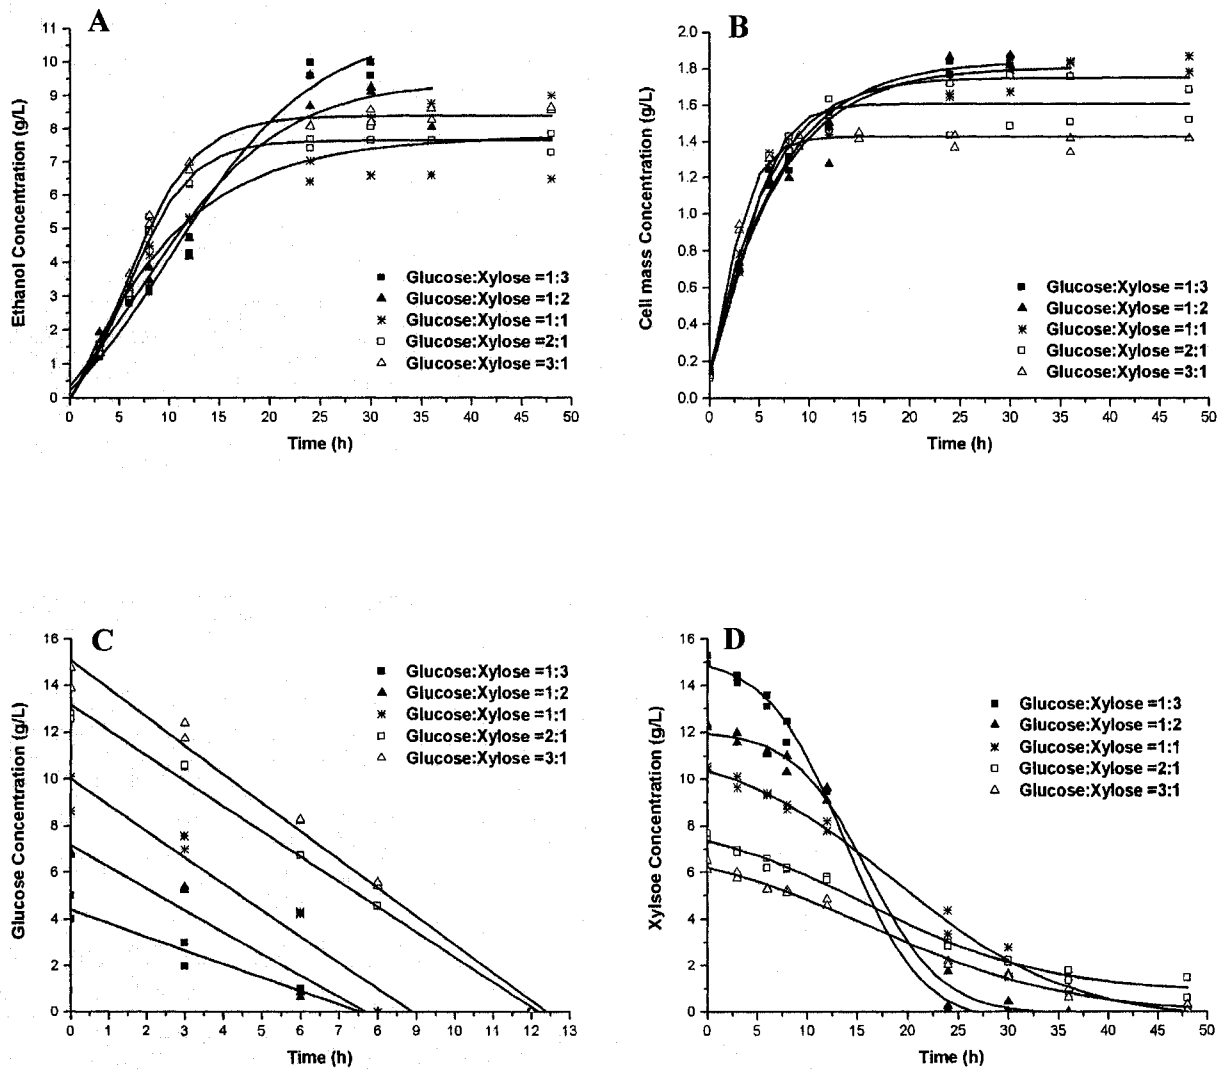 A
11
10
9
8
7
6
5
4
3
2
1
0
Ethanol Concentration (g/L)
Glucose:Xylose =1:3
Glucose:Xylose =1:2
Glucose:Xylose =1:1
Glucose:Xylose =2:1
Glucose:Xylose =3:1
0 5 10 15 20 25 30 35 40 45 50
Time (h)
B
2.0
1.8
1.6
1.4
1.2
1.0
0.8
0.6
0.4
0.2
0.0
Cell mass Concentration (g/L)
Glucose:Xylose =1:3
Glucose:Xylose =1:2
Glucose:Xylose =1:1
Glucose:Xylose =2:1
Glucose:Xylose =3:1
0 5 10 15 20 25 30 35 40 45 50
Time (h)
C
16
14
12
10
8
6
4
2
0
Glucose Concentration (g/L)
Glucose:Xylose =1:3
Glucose:Xylose =1:2
Glucose:Xylose =1:1
Glucose:Xylose =2:1
Glucose:Xylose =3:1
0 1 2 3 4 5 6 7 8 9 10 11 12 13
Time (h)
D
16
14
12
10
8
6
4
2
0
Xylsoe Concentration (g/L)
Glucose:Xylose =1:3
Glucose:Xylose =1:2
Glucose:Xylose =1:1
Glucose:Xylose =2:1
Glucose:Xylose =3:1
0 5 10 15 20 25 30 35 40 45 50
Time (h)